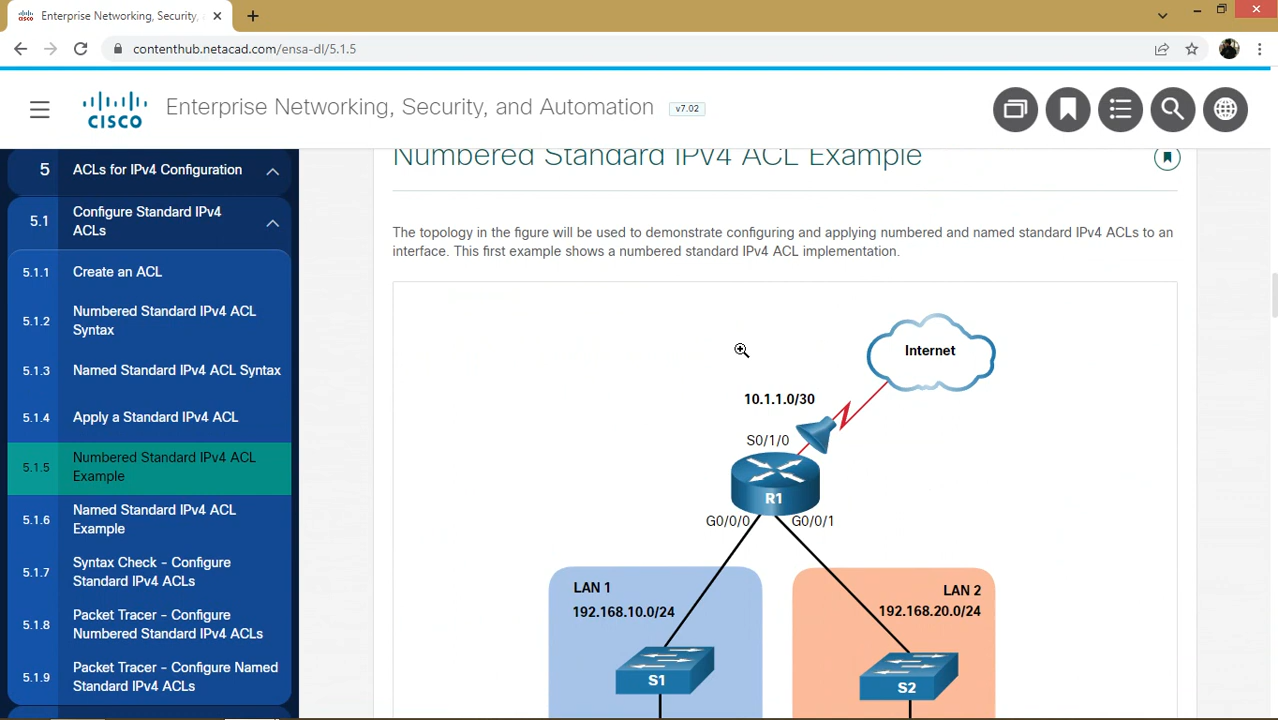 Enterprise Networking, Security,
contenthub.netacad.com/ensa-dl/5.1.5
CISCO
Enterprise Networking, Security, and Automation
v7.02
5 ACLs for IPv4 Configuration
5.1 Configure Standard IPv4
ACLs
5.1.1 Create an ACL
5.1.2 Numbered Standard IPv4 ACL
Syntax
5.1.3 Named Standard IPv4 ACL Syntax
5.1.4 Apply a Standard IPv4 ACL
5.1.5 Numbered Standard IPv4 ACL
Example
5.1.6 Named Standard IPv4 ACL
Example
5.1.7 Syntax Check - Configure
Standard IPv4 ACLs
5.1.8 Packet Tracer - Configure
Numbered Standard IPv4 ACLs
5.1.9 Packet Tracer - Configure Named
Standard IPv4 ACLs
Numbered Standard IPv4 ACL Example
The topology in the figure will be used to demonstrate configuring and applying numbered and named standard IPv4 ACLs to an
interface. This first example shows a numbered standard IPv4 ACL implementation.
Internet
10.1.1.0/30
S0/1/0
R1
G0/0/0 G0/0/1
LAN 1
192.168.10.0/24
LAN 2
192.168.20.0/24
S1
S2